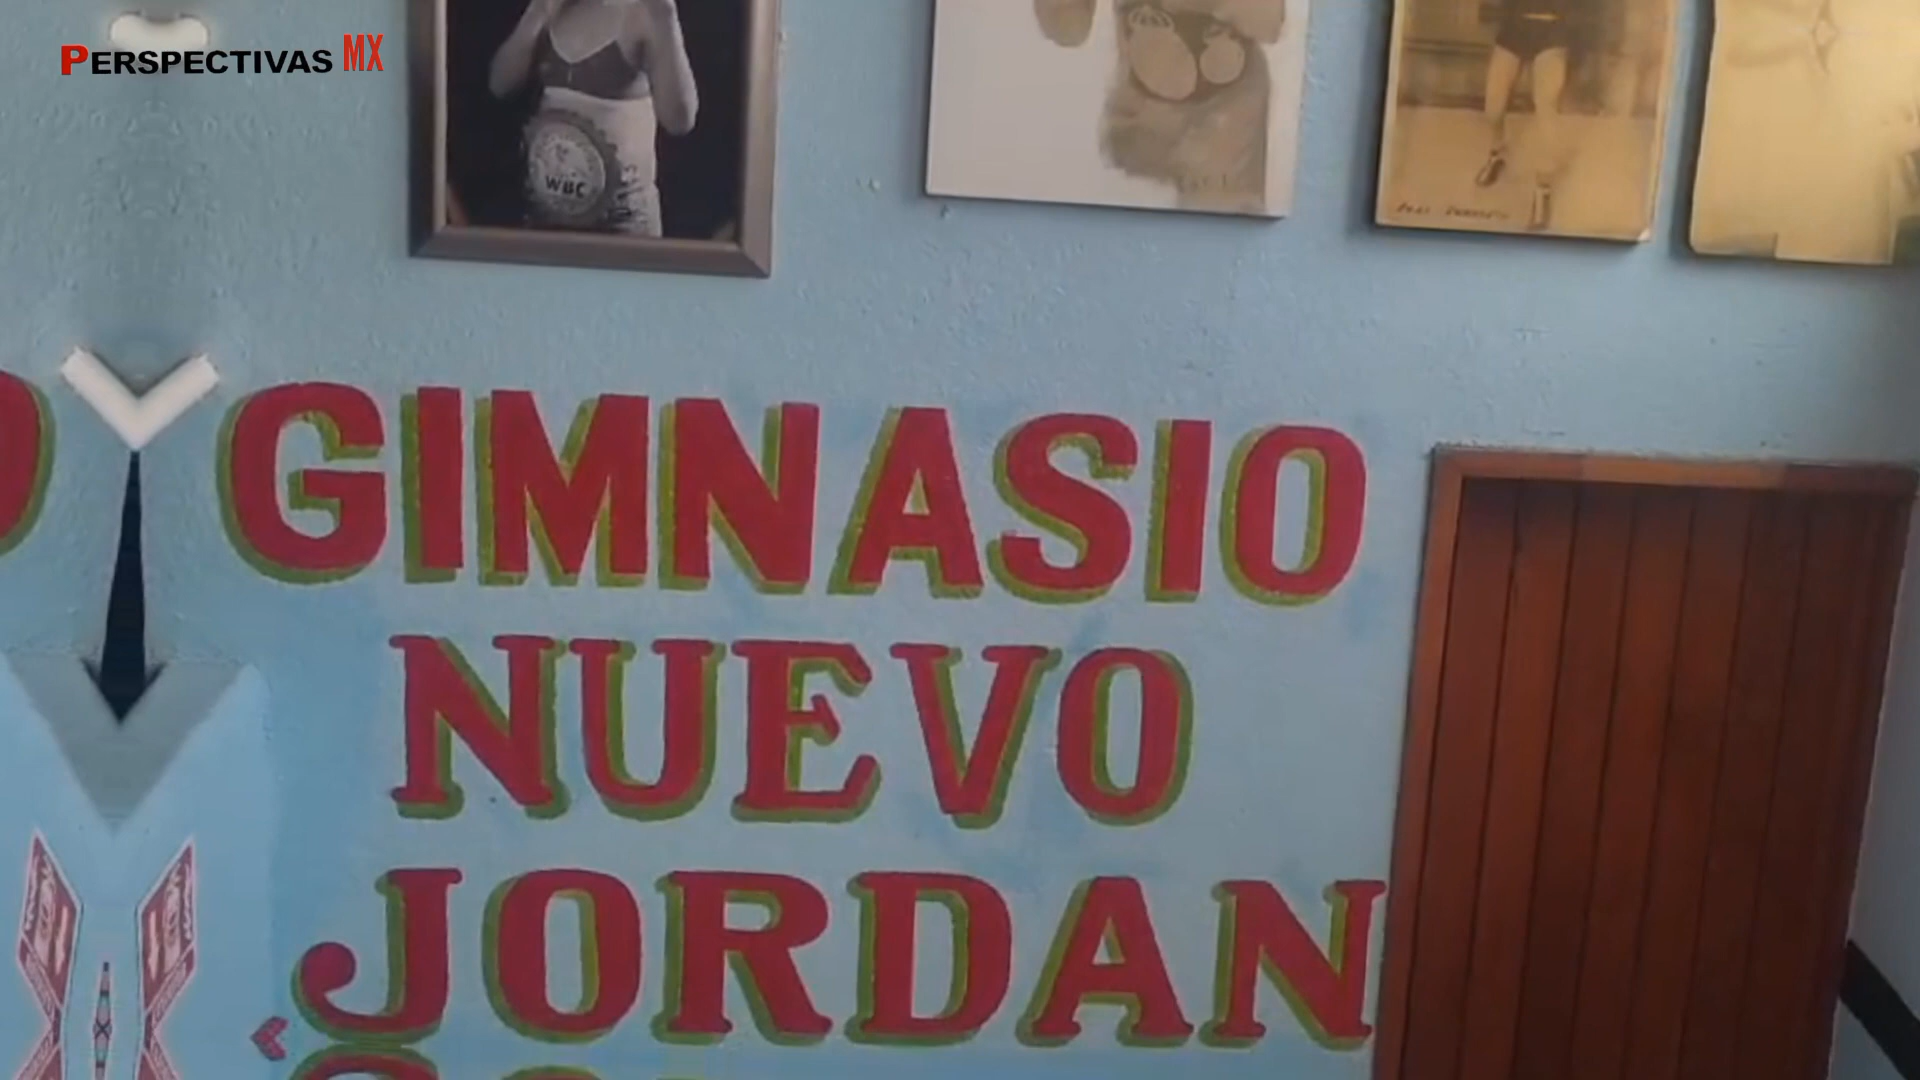 PERSPECTIVAS MX
WBC
GIMNASIO
NUEVO
JORDAN